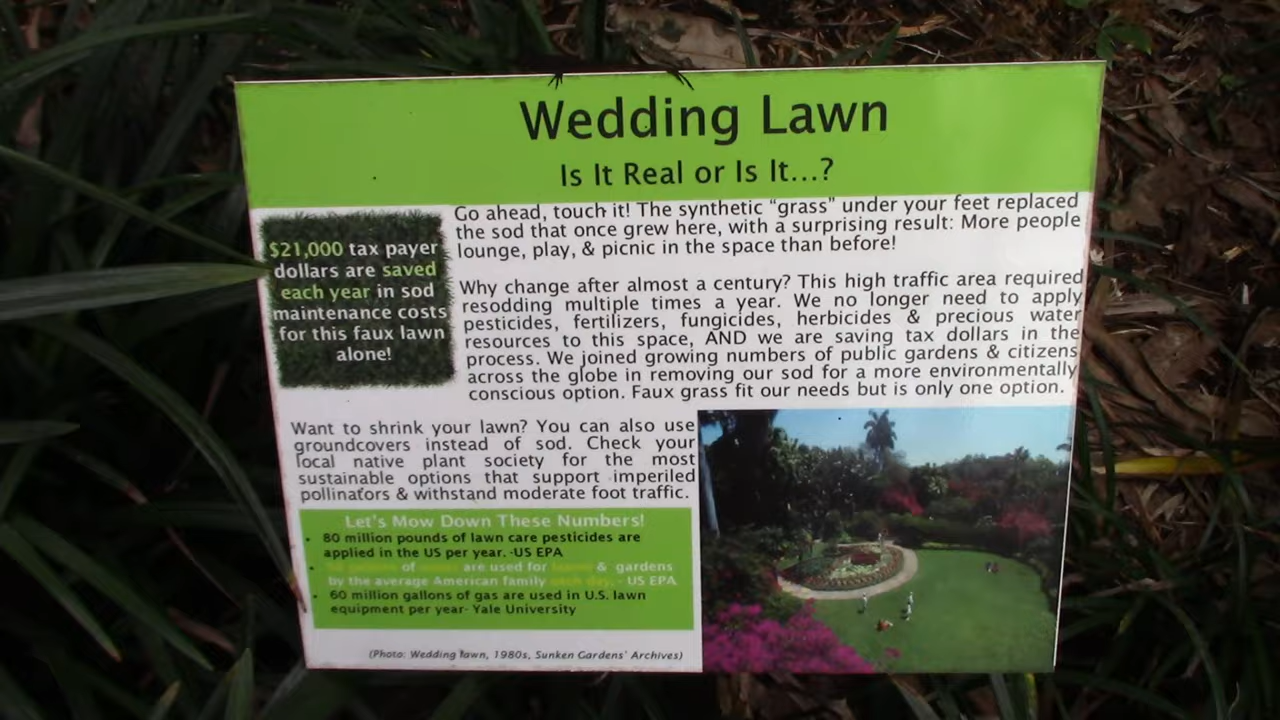 Wedding Lawn
Is It Real or Is It...?
$21,000 tax payer
dollars are saved
each year in sod
maintenance costs
for this faux lawn
alone!
Go ahead, touch it! The synthetic "grass" under your feet replaced
the sod that once grew here, with a surprising result: More people
lounge, play, & picnic in the space than before!
Why change after almost a century? This high traffic area required
resodding multiple times a year. We no longer need to apply
pesticides, fertilizers, fungicides, herbicides & precious water
resources to this space, AND we are saving tax dollars in the
process. We joined growing numbers of public gardens & citizens
across the globe in removing our sod for a more environmentally
conscious option. Faux grass fit our needs but is only one option.
Want to shrink your lawn? You can also use
groundcovers instead of sod. Check your
local native plant society for the most
sustainable options that support imperiled
pollinators & withstand moderate foot traffic.
Let's Mow Down These Numbers!
• 80 million pounds of lawn care pesticides are
applied in the US per year. -US EPA
• of are used for & gardens
by the average American family each day. - US EPA
• 60 million gallons of gas are used in U.S. lawn
equipment per year- Yale University
(Photo: Wedding lawn, 1980s, Sunken Gardens' Archives)